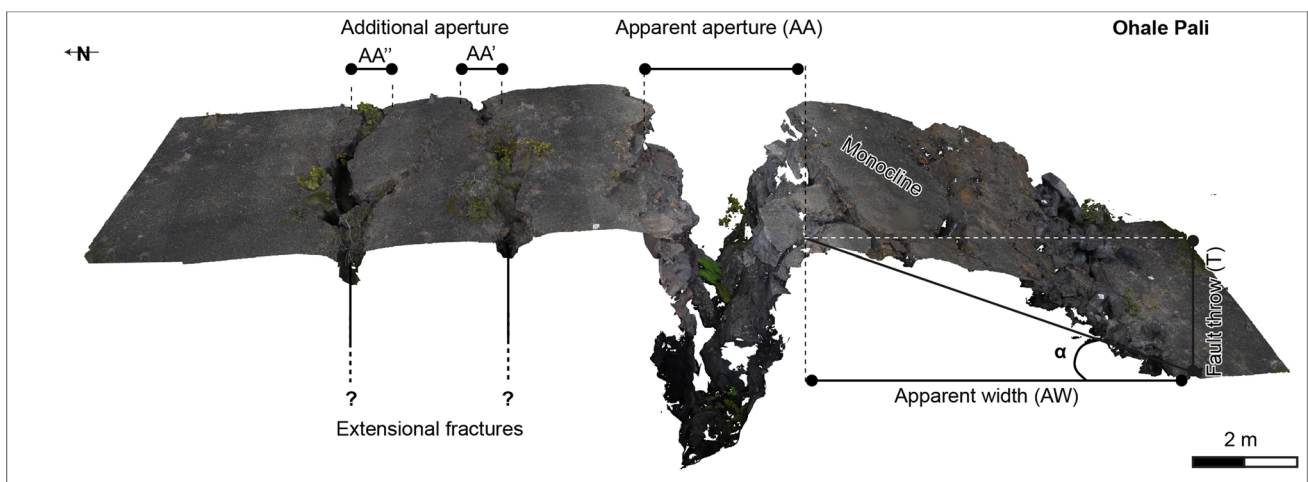 Additional aperture
Apparent aperture (AA)
Ohale Pali
N
AA''
AA'
Monocline
Fault throw (T)
α
Apparent width (AW)
?
?
Extensional fractures
2 m